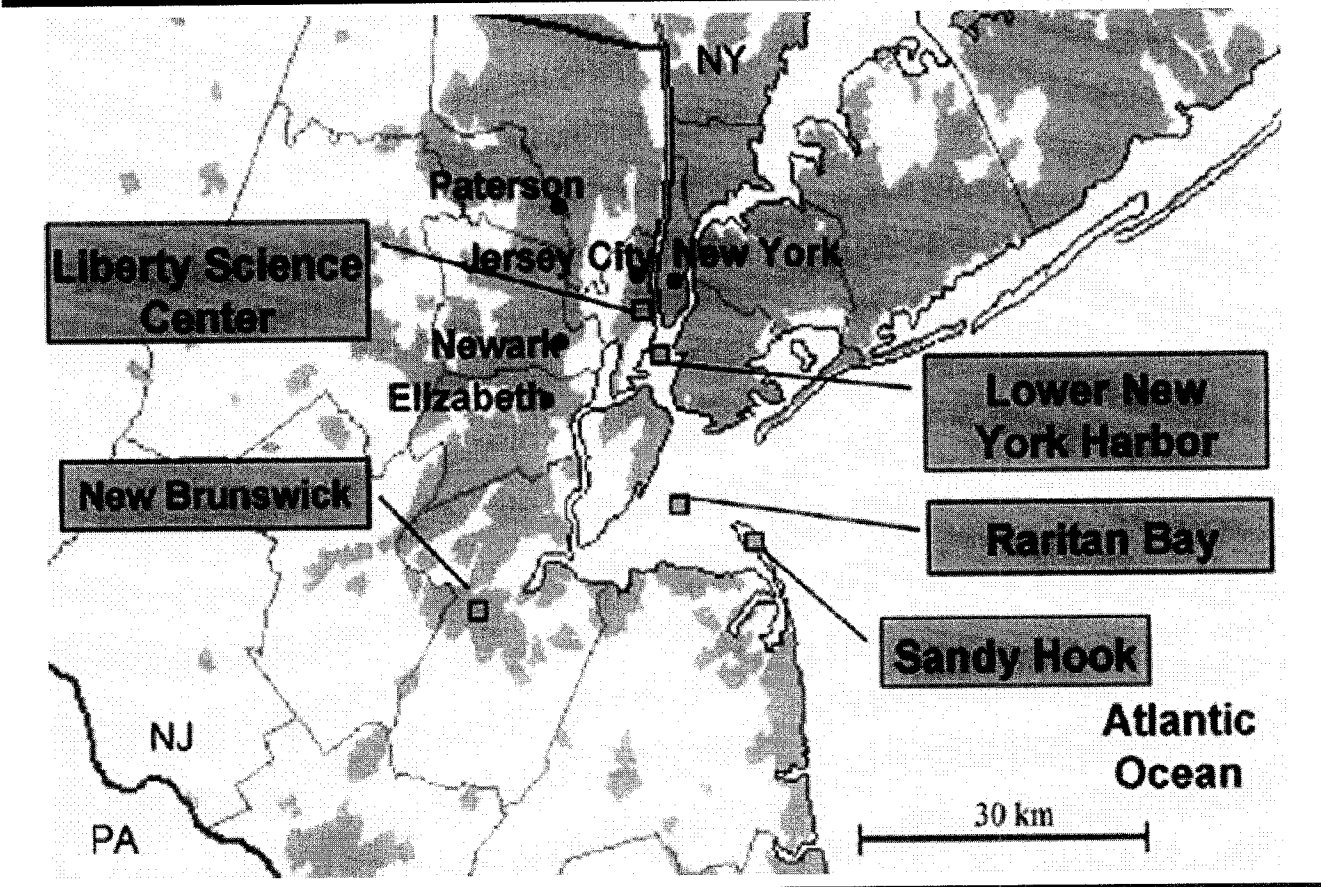 NY
Paterson
Jersey City New York
Liberty Science
Center
Newark
Elizabeth
Lower New
York Harbor
New Brunswick
Raritan Bay
Sandy Hook
Atlantic
Ocean
NJ
30 km
PA